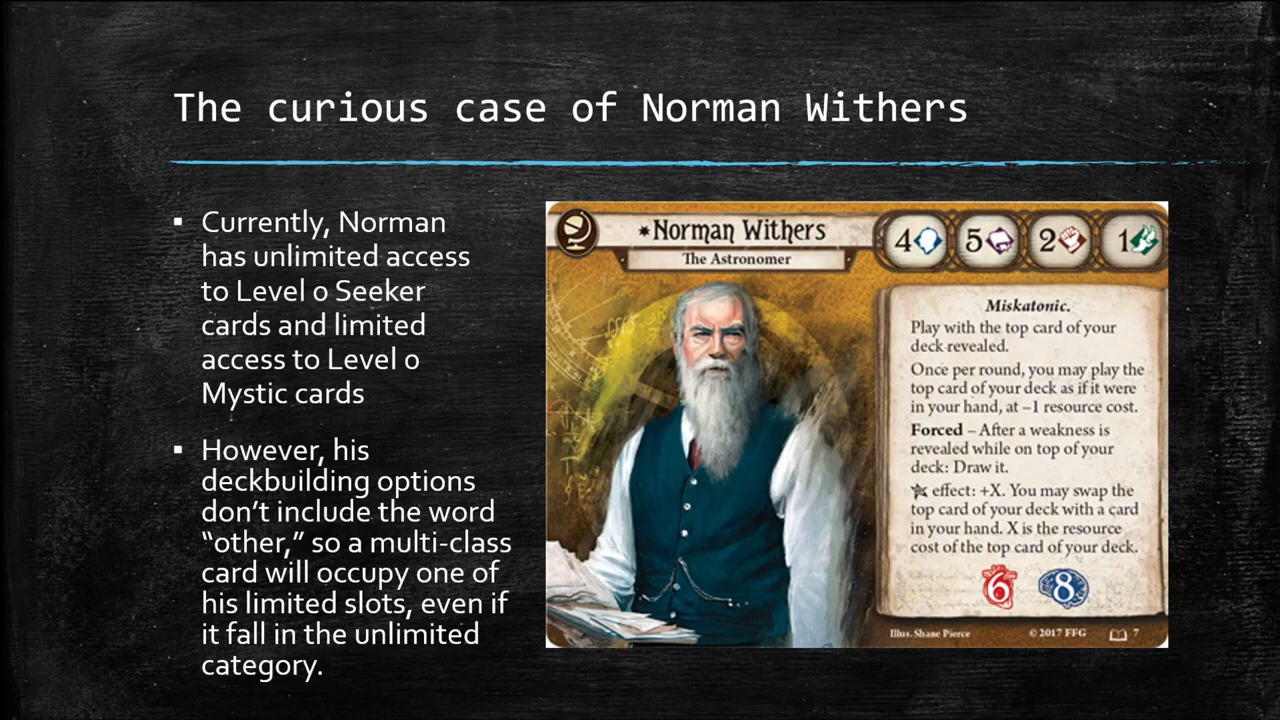 The curious case of Norman Withers
▪ Currently, Norman
has unlimited access
to Level 0 Seeker
cards and limited
access to Level 0
Mystic cards
▪ However, his
deckbuilding options
don't include the word
“other,” so a multi-class
card will occupy one of
his limited slots, even if
it fall in the unlimited
category.
Norman Withers
The Astronomer
4 5 2 1
Miskatonic.
Play with the top card of your
deck revealed.
Once per round, you may play the
top card of your deck as if it were
in your hand, at –1 resource cost.
Forced – After a weakness is
revealed while on top of your
deck: Draw it.
effect: +X. You may swap the
top card of your deck with a card
in your hand. X is the resource
cost of the top card of your deck.
6 8
Illus. Shane Pierce © 2017 FFG 7